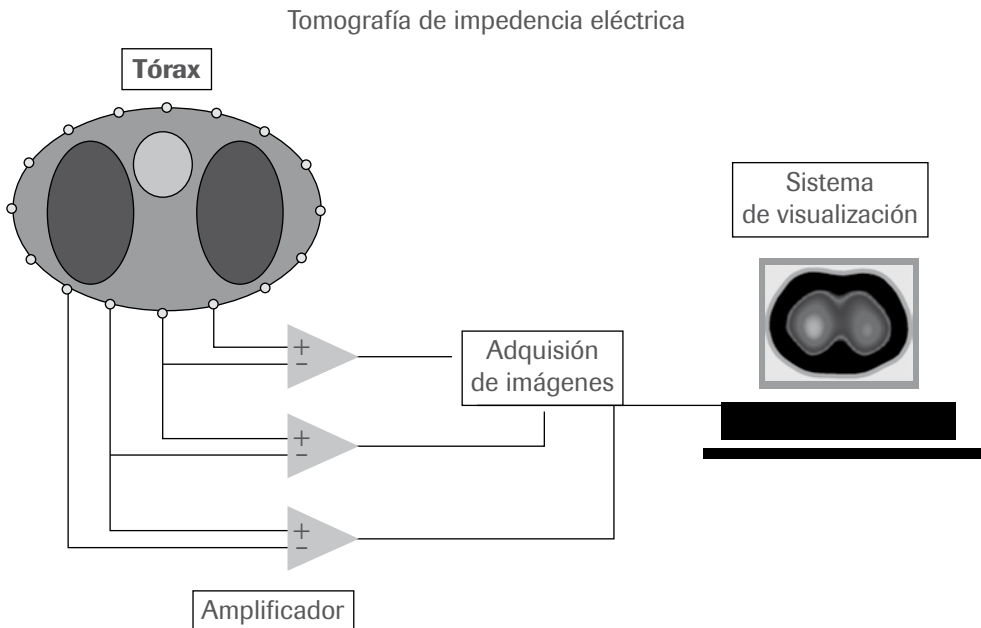 Tomografía de impedencia eléctrica
Tórax
Sistema
de visualización
+
−
Adquisión
de imágenes
+
−
+
−
Amplificador